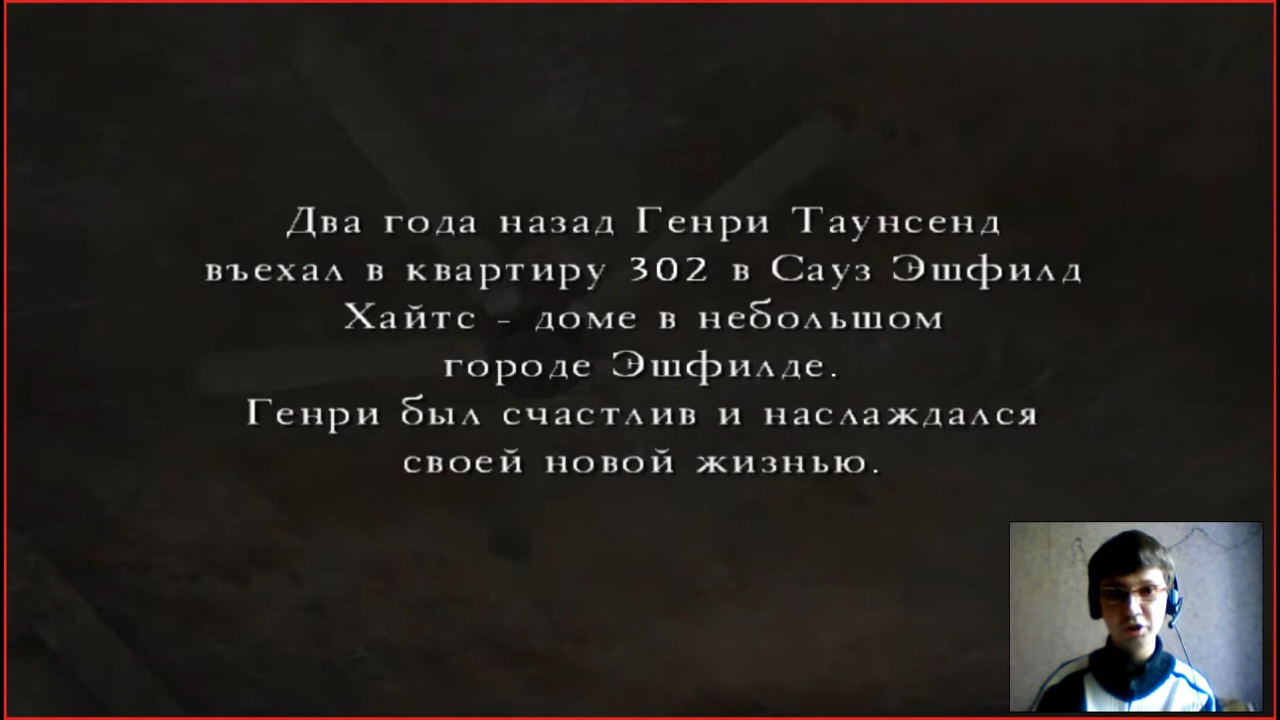 Два года назад Генри Таунсенд
въехал в квартиру 302 в Сауз Эшфилд
Хайтс - доме в небольшом
городе Эшфилде.
Генри был счастлив и наслаждался
своей новой жизнью.